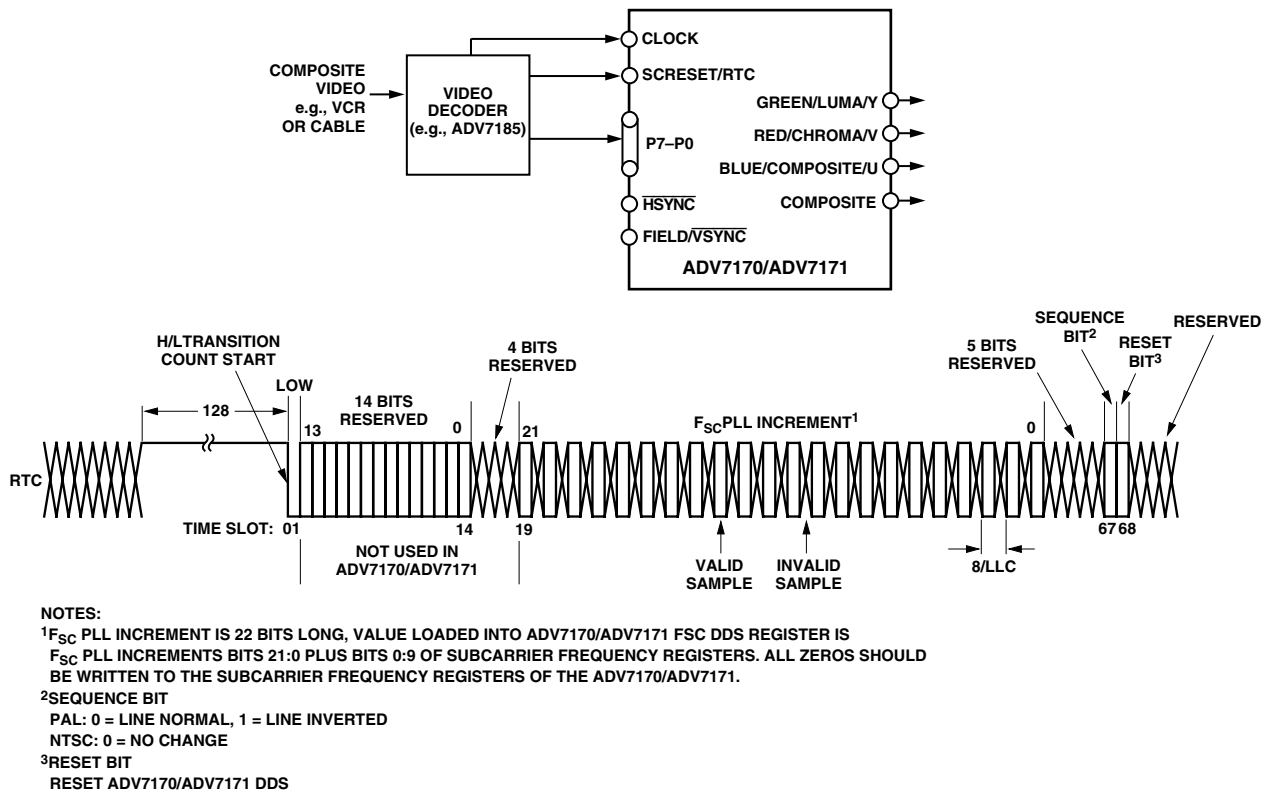 COMPOSITE
VIDEO
e.g., VCR
OR CABLE
VIDEO
DECODER
(e.g., ADV7185)
CLOCK
SCRESET/RTC
P7–P0
HSYNC
FIELD/VSYNC
GREEN/LUMA/Y
RED/CHROMA/V
BLUE/COMPOSITE/U
COMPOSITE
ADV7170/ADV7171
H/LTRANSITION
COUNT START
LOW
128
13
14 BITS
RESERVED
0
4 BITS
RESERVED
21
FSC PLL INCREMENT1
0
5 BITS
RESERVED
SEQUENCE
BIT2
RESET
BIT3
RESERVED
RTC
TIME SLOT: 01
14
19
67 68
NOT USED IN
ADV7170/ADV7171
VALID
SAMPLE
INVALID
SAMPLE
8/LLC
NOTES:
1FSC PLL INCREMENT IS 22 BITS LONG, VALUE LOADED INTO ADV7170/ADV7171 FSC DDS REGISTER IS
FSC PLL INCREMENTS BITS 21:0 PLUS BITS 0:9 OF SUBCARRIER FREQUENCY REGISTERS. ALL ZEROS SHOULD
BE WRITTEN TO THE SUBCARRIER FREQUENCY REGISTERS OF THE ADV7170/ADV7171.
2SEQUENCE BIT
PAL: 0 = LINE NORMAL, 1 = LINE INVERTED
NTSC: 0 = NO CHANGE
3RESET BIT
RESET ADV7170/ADV7171 DDS